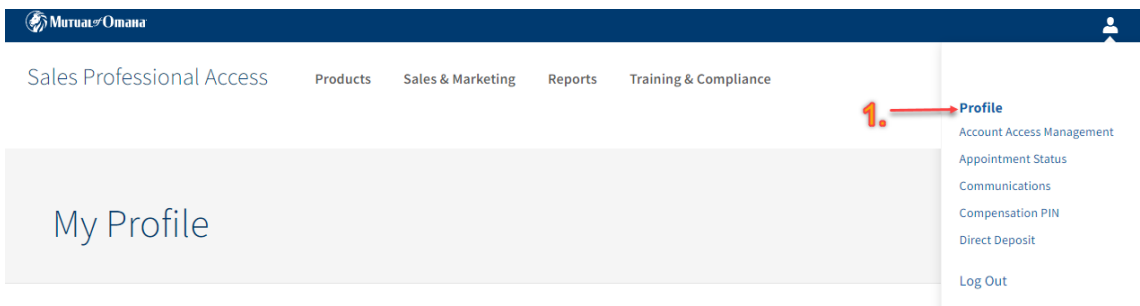 Mutual of Omaha
Sales Professional Access
Products
Sales & Marketing
Reports
Training & Compliance
1.
Profile
Account Access Management
Appointment Status
Communications
Compensation PIN
Direct Deposit
Log Out
My Profile